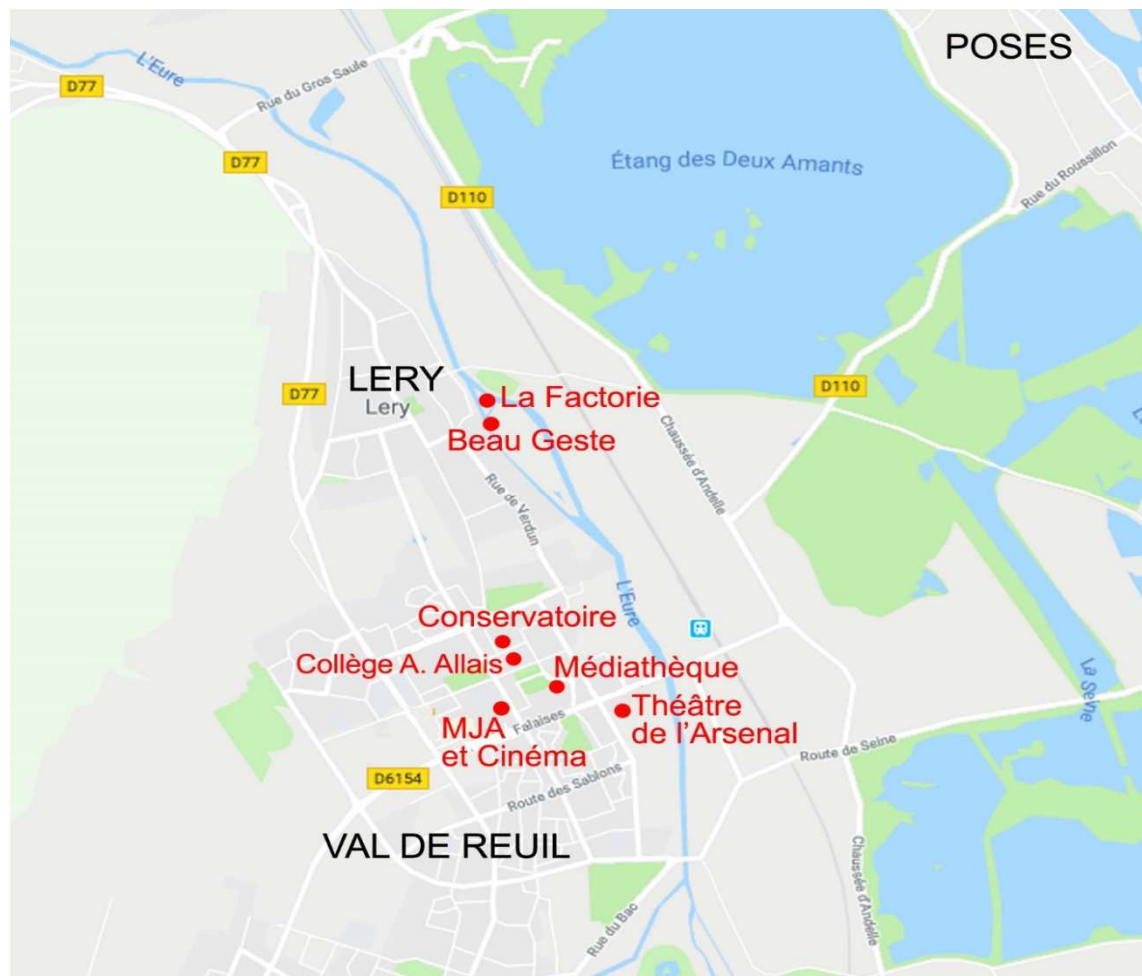 POSES
L'Eure
Rue du Gros Saule
D77
D77
D110
Étang des Deux Amants
Rue du Roussillon
LERY
Lery
D77
La Factorie
Beau Geste
D110
Chaussée d'Andelle
Rue de Verdun
L'Eure
Conservatoire
Collège A. Allais
Médiathèque
MJA
et Cinéma
Falaises
Théâtre
de l'Arsenal
La Seine
Route de Seine
D6154
Route des Sablons
VAL DE REUIL
Chaussée d'Andelle
Rue du Bac